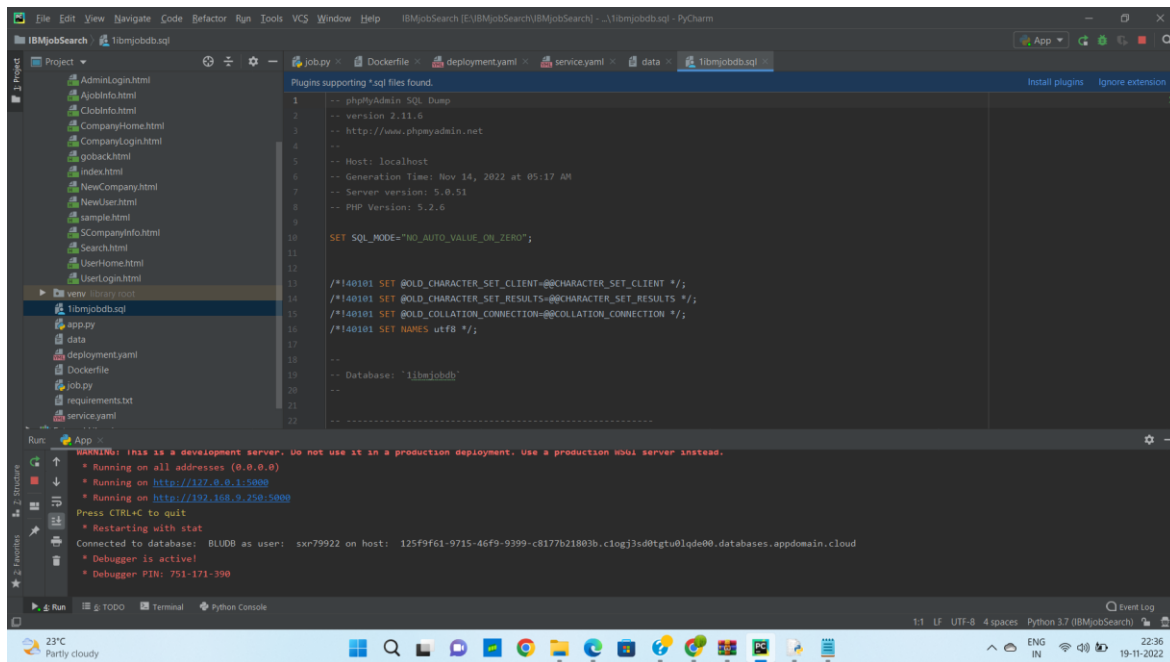 File Edit View Navigate Code Refactor Run Tools VCS Window Help IBMjobSearch [E:\IBMjobSearch\IBMjobSearch] - ...\1ibmjobdb.sql - PyCharm
IBMjobSearch 1ibmjobdb.sql App
Project job.py Dockerfile deployment.yaml service.yaml data 1ibmjobdb.sql
1: Project
AdminLogin.html
AjobInfo.html
CJobInfo.html
CompanyHome.html
CompanyLogin.html
goback.html
index.html
NewCompany.html
NewUser.html
sample.html
SCompanyInfo.html
Search.html
UserHome.html
UserLogin.html
venv library root
1ibmjobdb.sql
app.py
data
deployment.yaml
Dockerfile
job.py
requirements.txt
service.yaml
Plugins supporting *.sql files found. Install plugins Ignore extension
1 -- phpMyAdmin SQL Dump
2 -- version 2.11.6
3 -- http://www.phpmyadmin.net
4 --
5 -- Host: localhost
6 -- Generation Time: Nov 14, 2022 at 05:17 AM
7 -- Server version: 5.0.51
8 -- PHP Version: 5.2.6
9
10 SET SQL_MODE="NO_AUTO_VALUE_ON_ZERO";
11
12
13 /*!40101 SET @OLD_CHARACTER_SET_CLIENT=@@CHARACTER_SET_CLIENT */;
14 /*!40101 SET @OLD_CHARACTER_SET_RESULTS=@@CHARACTER_SET_RESULTS */;
15 /*!40101 SET @OLD_COLLATION_CONNECTION=@@COLLATION_CONNECTION */;
16 /*!40101 SET NAMES utf8 */;
17
18 --
19 -- Database: `1ibmjobdb`
20 --
21
22 -- --------------------------------------------------------
Run: App
WARNING: This is a development server. Do not use it in a production deployment. Use a production WSGI server instead.
* Running on all addresses (0.0.0.0)
* Running on http://127.0.0.1:5000
* Running on http://192.168.9.250:5000
Press CTRL+C to quit
* Restarting with stat
Connected to database: BLUDB as user: sxr79922 on host: 125f9f61-9715-46f9-9399-c8177b21803b.c1ogj3sd0tgtu0lqde00.databases.appdomain.cloud
* Debugger is active!
* Debugger PIN: 751-171-390
Z: Structure
2: Favorites
4: Run 6: TODO Terminal Python Console Event Log
1:1 LF UTF-8 4 spaces Python 3.7 (IBMjobSearch)
23°C
Partly cloudy
ENG
IN
22:36
19-11-2022